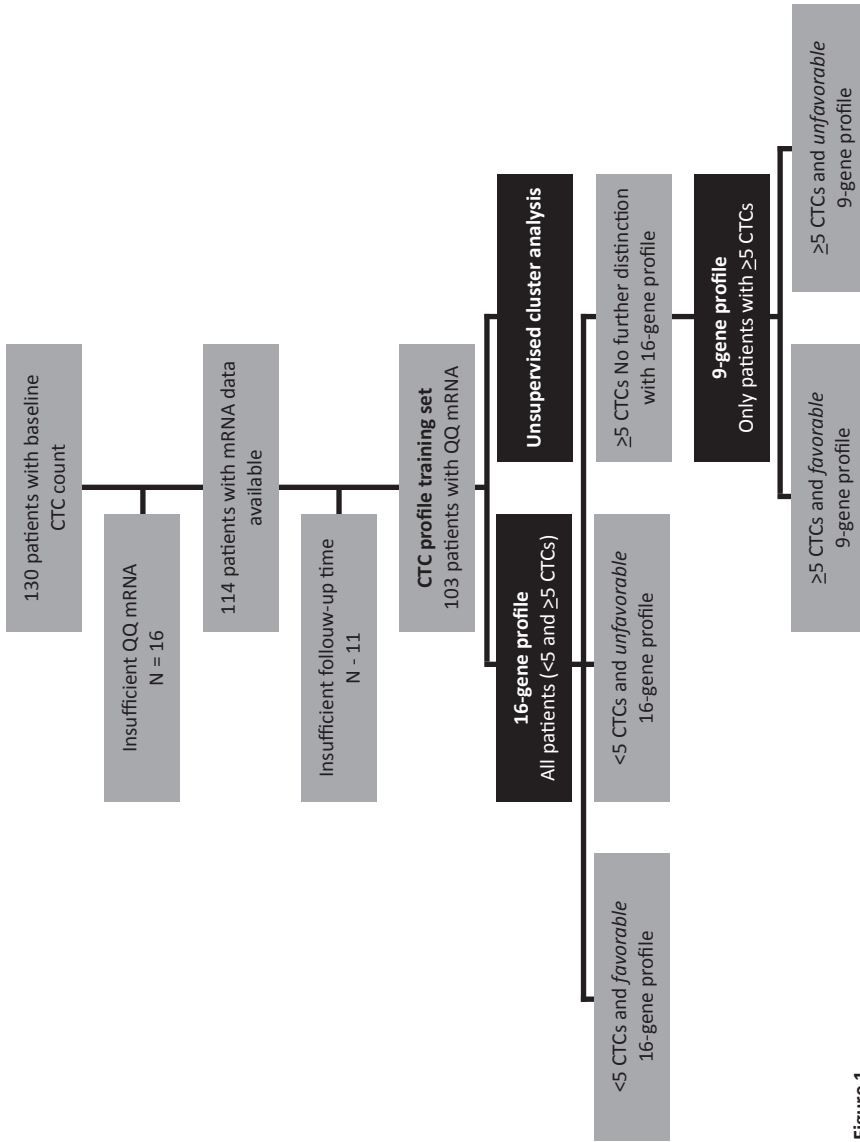 130 patients with baseline
CTC count
Insufficient QQ mRNA
N = 16
114 patients with mRNA data
available
Insufficient follouw-up time
N - 11
CTC profile training set
103 patients with QQ mRNA
16-gene profile
All patients (<5 and ≥5 CTCs)
Unsupervised cluster analysis
<5 CTCs and favorable
16-gene profile
<5 CTCs and unfavorable
16-gene profile
≥5 CTCs No further distinction
with 16-gene profile
9-gene profile
Only patients with ≥5 CTCs
≥5 CTCs and favorable
9-gene profile
≥5 CTCs and unfavorable
9-gene profile
Figure 1